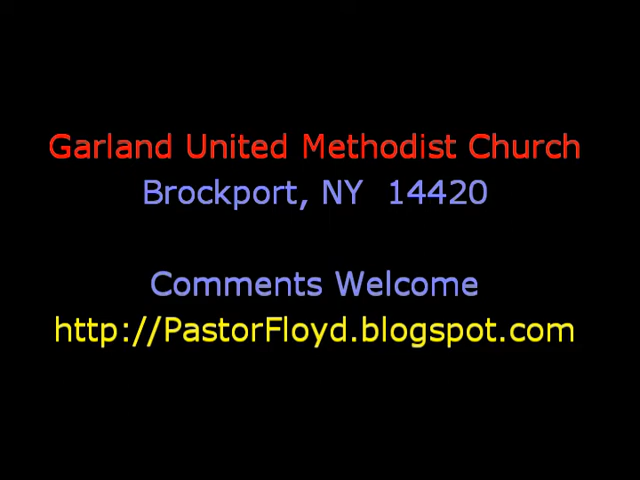 Garland United Methodist Church
Brockport, NY  14420
Comments Welcome
http://PastorFloyd.blogspot.com